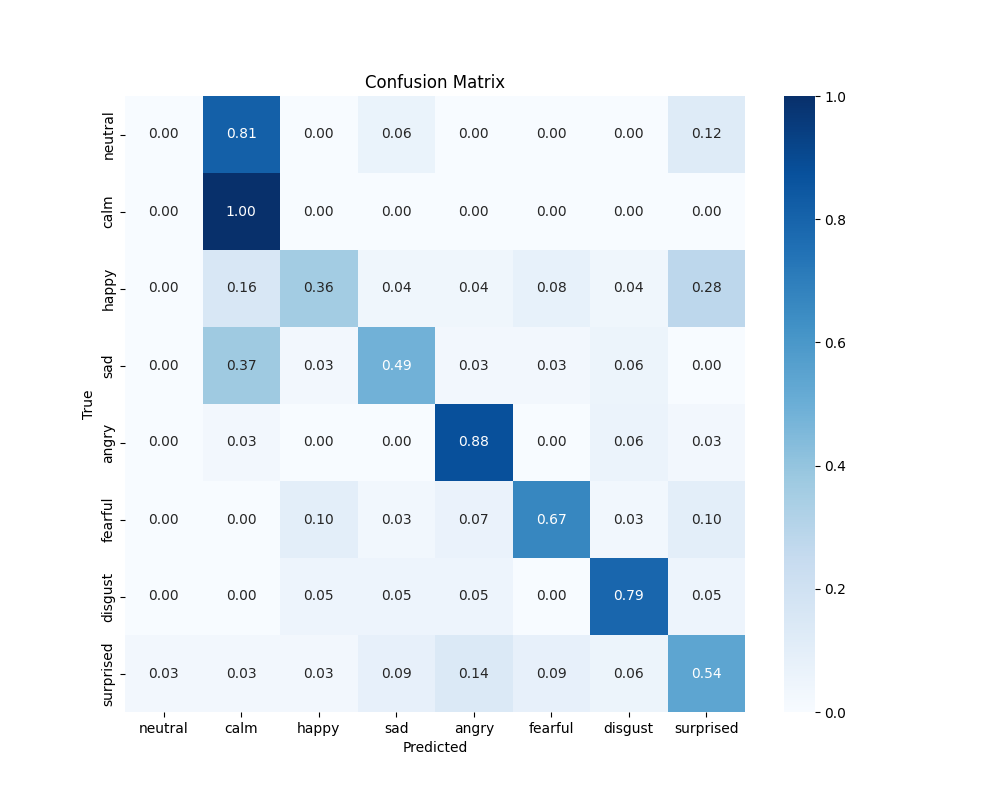 Confusion Matrix
neutral 0.00 0.81 0.00 0.06 0.00 0.00 0.00 0.12
calm 0.00 1.00 0.00 0.00 0.00 0.00 0.00 0.00
happy 0.00 0.16 0.36 0.04 0.04 0.08 0.04 0.28
sad 0.00 0.37 0.03 0.49 0.03 0.03 0.06 0.00
angry 0.00 0.03 0.00 0.00 0.88 0.00 0.06 0.03
fearful 0.00 0.00 0.10 0.03 0.07 0.67 0.03 0.10
disgust 0.00 0.00 0.05 0.05 0.05 0.00 0.79 0.05
surprised 0.03 0.03 0.03 0.09 0.14 0.09 0.06 0.54
neutral calm happy sad angry fearful disgust surprised
Predicted
True
1.0
0.8
0.6
0.4
0.2
0.0